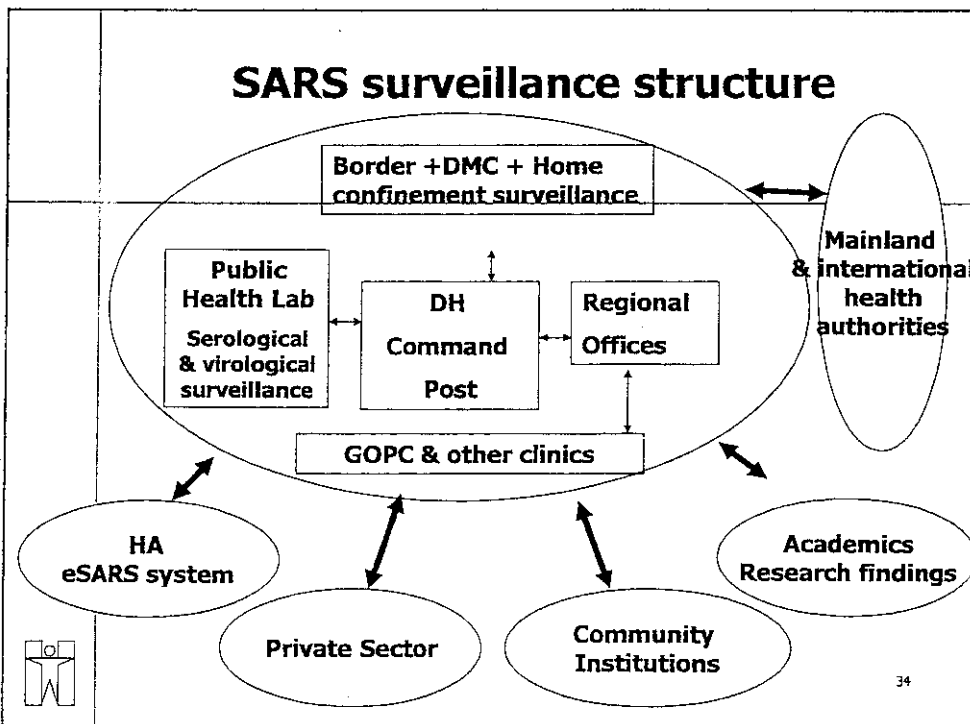 SARS surveillance structure
Border +DMC + Home
confinement surveillance
Mainland
& international
health
authorities
Public
Health Lab
Serological
& virological
surveillance
DH
Command
Post
Regional
Offices
GOPC & other clinics
HA
eSARS system
Private Sector
Community
Institutions
Academics
Research findings
34